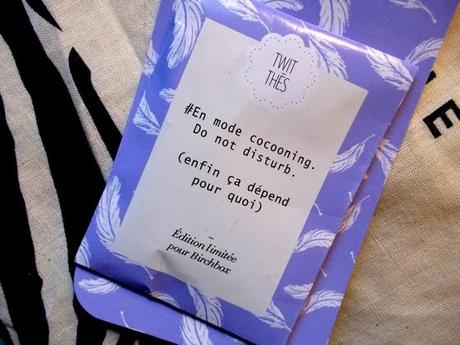 TWIT
THÉS
#En mode cocooning.
Do not disturb.
(enfin ça dépend
pour quoi)
–
Édition limitée
pour Birchbox